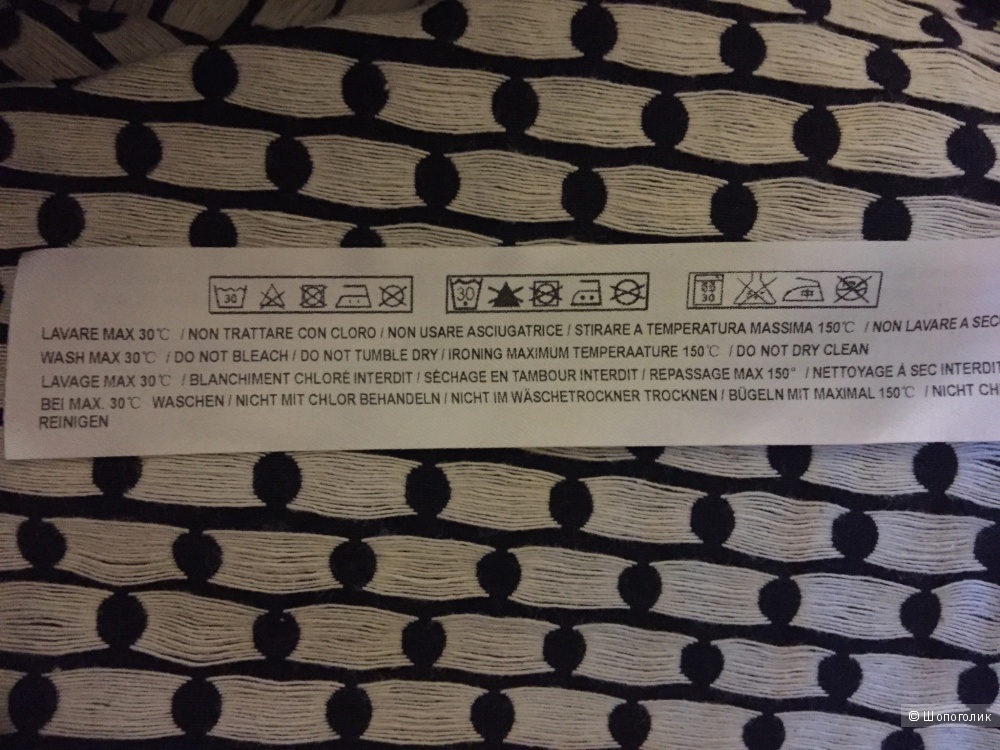 30 30 30
LAVARE MAX 30℃ / NON TRATTARE CON CLORO / NON USARE ASCIUGATRICE / STIRARE A TEMPERATURA MASSIMA 150℃ / NON LAVARE A SEC
WASH MAX 30℃ / DO NOT BLEACH / DO NOT TUMBLE DRY / IRONING MAXIMUM TEMPERAATURE 150℃ / DO NOT DRY CLEAN
LAVAGE MAX 30℃ / BLANCHIMENT CHLORÉ INTERDIT / SÉCHAGE EN TAMBOUR INTERDIT / REPASSAGE MAX 150° / NETTOYAGE Á SEC INTERDIT
BEI MAX. 30℃ WASCHEN / NICHT MIT CHLOR BEHANDELN / NICHT IM WÄSCHETROCKNER TROCKNEN / BÜGELN MIT MAXIMAL 150℃ / NICHT CH
REINIGEN
© Шопоголик